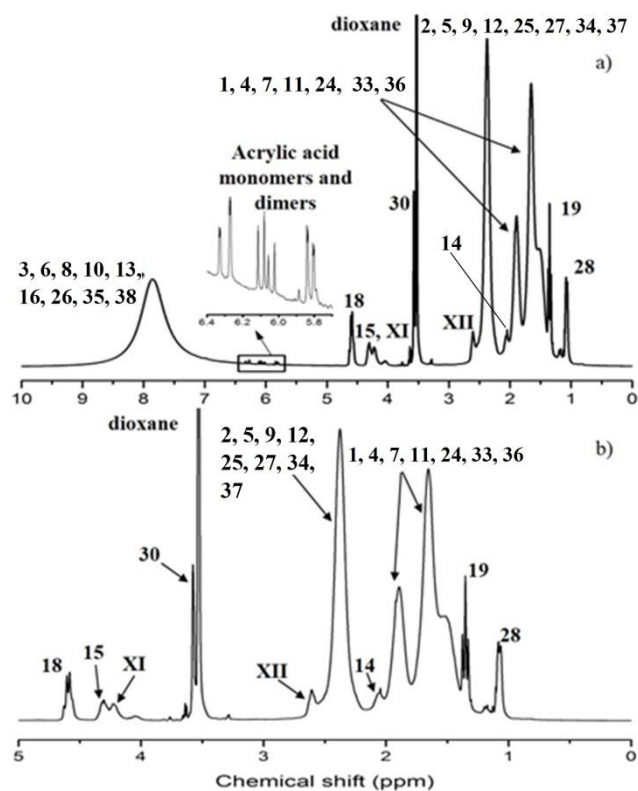 dioxane
2, 5, 9, 12, 25, 27, 34, 37
a)
1, 4, 7, 11, 24, 33, 36
Acrylic acid
monomers and
dimers
30
19
14
28
3, 6, 8, 10, 13,,
16, 26, 35, 38
6.4 6.2 6.0 5.8
18
15, XI
XII
10 9 8 7 6 5 4 3 2 1 0
dioxane
2, 5, 9, 12,
25, 27, 34,
37
1, 4, 7, 11, 24, 33, 36
b)
30
19
18
15
XI
XII
14
28
5 4 3 2 1 0
Chemical shift (ppm)